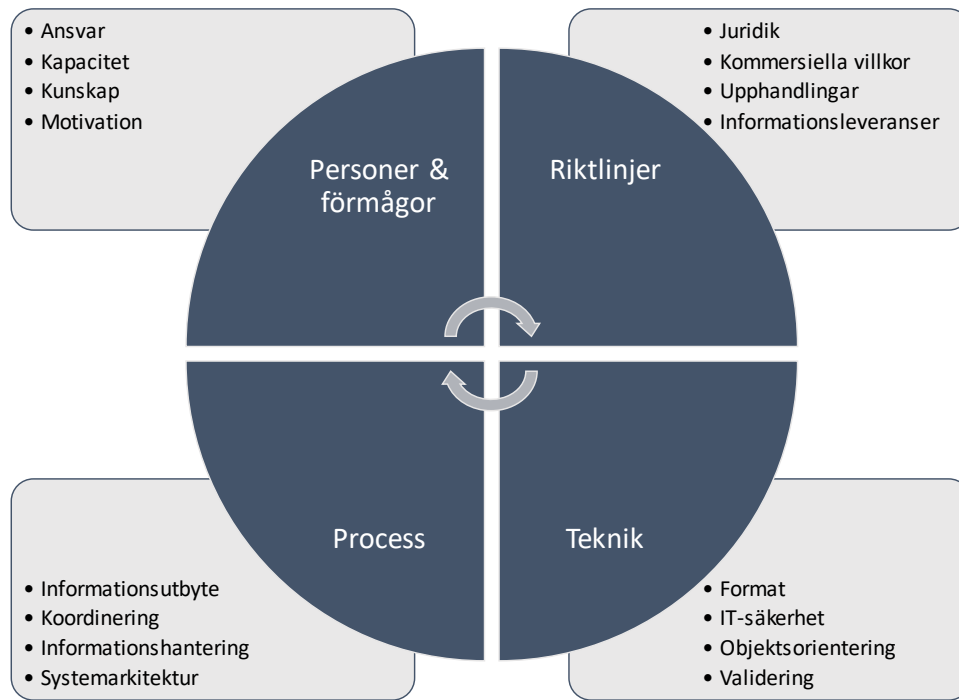 • Ansvar
• Kapacitet
• Kunskap
• Motivation
• Juridik
• Kommersiella villkor
• Upphandlingar
• Informationsleveranser
Personer &
förmågor
Riktlinjer
Process
Teknik
• Informationsutbyte
• Koordinering
• Informationshantering
• Systemarkitektur
• Format
• IT-säkerhet
• Objektsorientering
• Validering